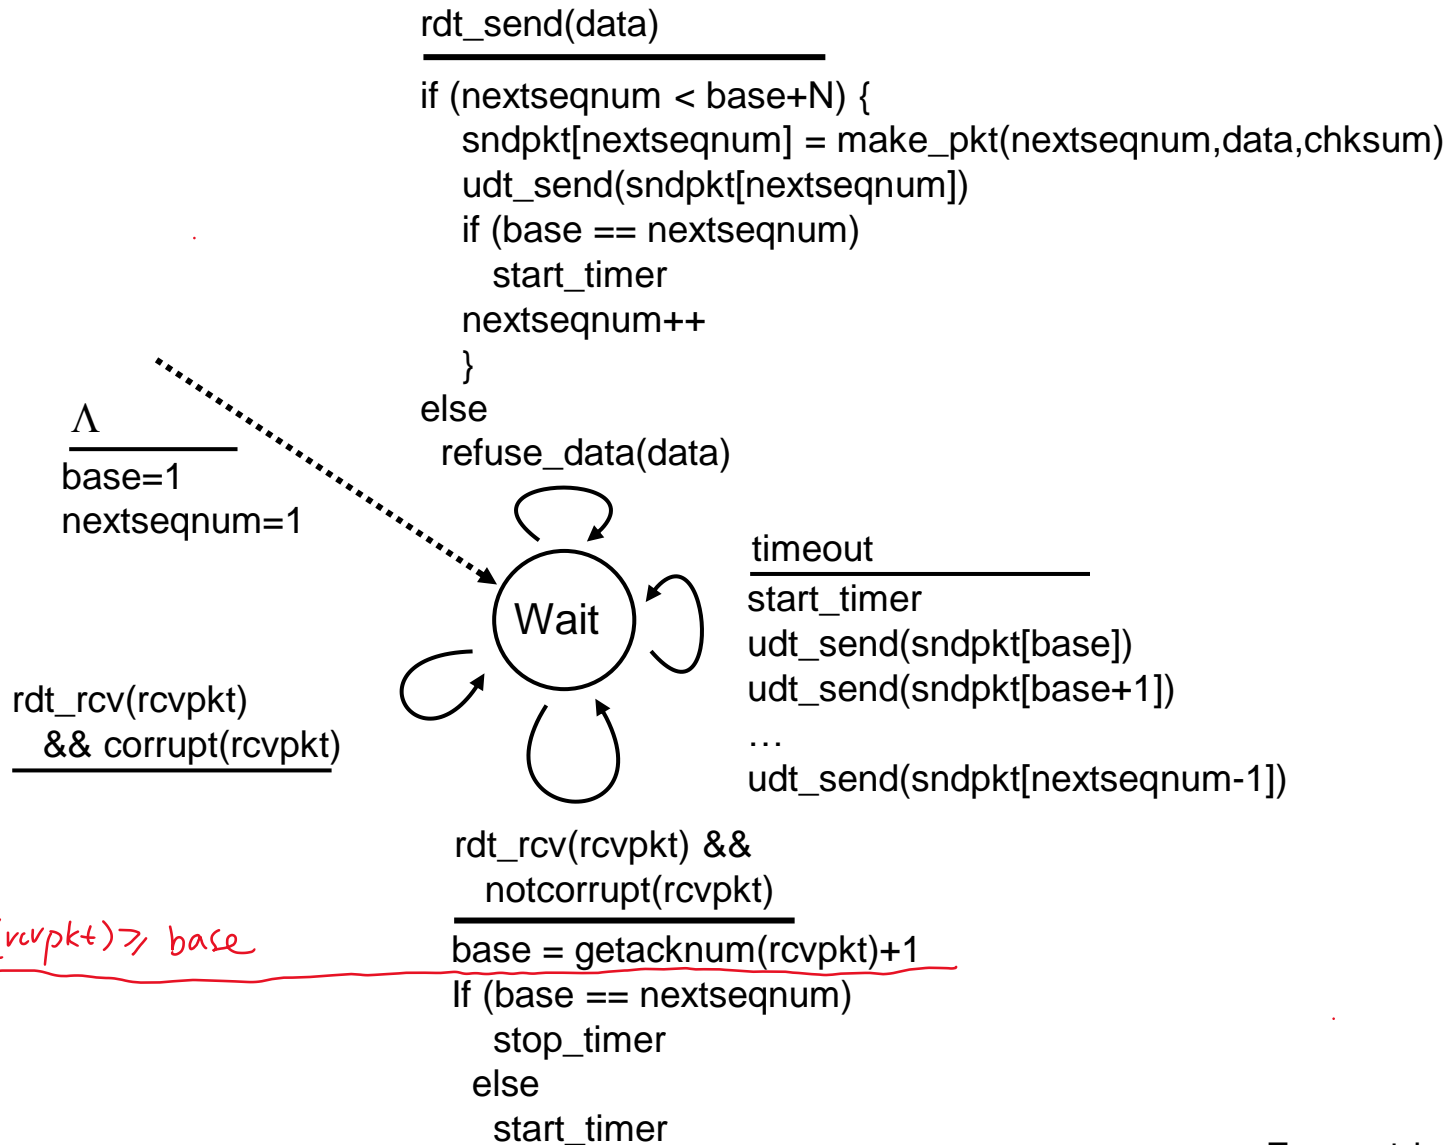 rdt_send(data)
if (nextseqnum < base+N) {
sndpkt[nextseqnum] = make_pkt(nextseqnum,data,chksum)
udt_send(sndpkt[nextseqnum])
if (base == nextseqnum)
start_timer
nextseqnum++
}
else
refuse_data(data)
Λ
base=1
nextseqnum=1
Wait
timeout
start_timer
udt_send(sndpkt[base])
udt_send(sndpkt[base+1])
…
udt_send(sndpkt[nextseqnum-1])
rdt_rcv(rcvpkt)
&& corrupt(rcvpkt)
rdt_rcv(rcvpkt) &&
notcorrupt(rcvpkt)
(rcvpkt)⩾ base
base = getacknum(rcvpkt)+1
If (base == nextseqnum)
stop_timer
else
start_timer